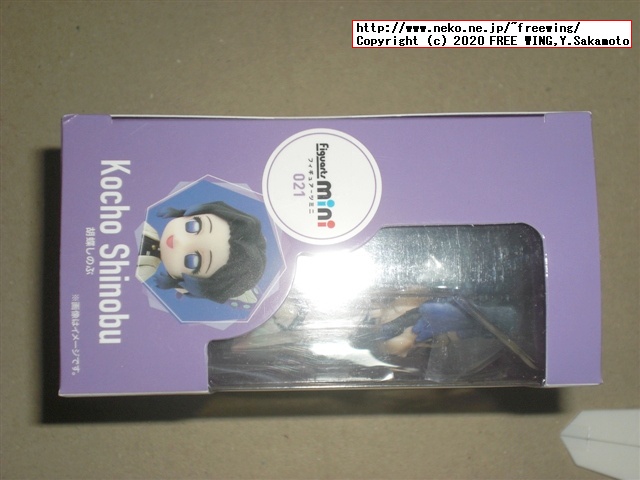 http://www.neko.ne.jp/~freewing/
Copyright (c) 2020 FREE WING,Y.Sakamoto
Figuarts
mini
フィギュアーツミニ
021
Kocho Shinobu
胡蝶しのぶ
※画像はイメージです。